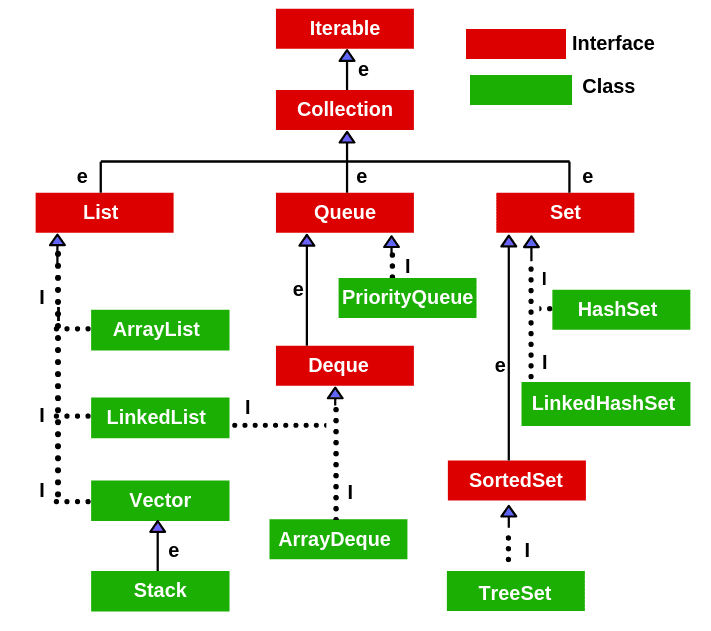 Iterable
Interface
e
Collection
Class
e
e
e
List
Queue
Set
I
I
I
PriorityQueue
e
HashSet
ArrayList
I
e
Deque
LinkedHashSet
I
I
LinkedList
SortedSet
I
I
Vector
ArrayDeque
e
I
Stack
TreeSet